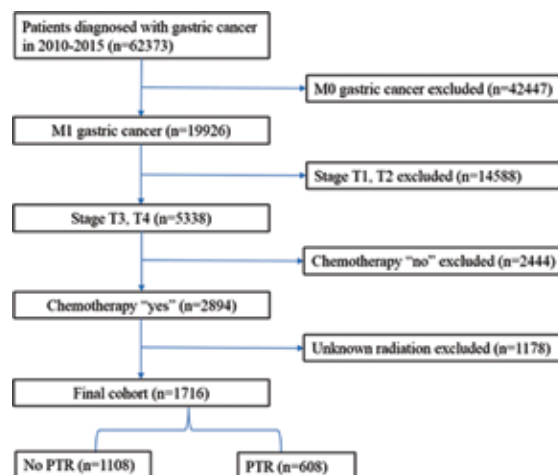 Patients diagnosed with gastric cancer
in 2010-2015 (n=62373)
M0 gastric cancer excluded (n=42447)
M1 gastric cancer (n=19926)
Stage T1, T2 excluded (n=14588)
Stage T3, T4 (n=5338)
Chemotherapy “no” excluded (n=2444)
Chemotherapy “yes” (n=2894)
Unknown radiation excluded (n=1178)
Final cohort (n=1716)
No PTR (n=1108)
PTR (n=608)